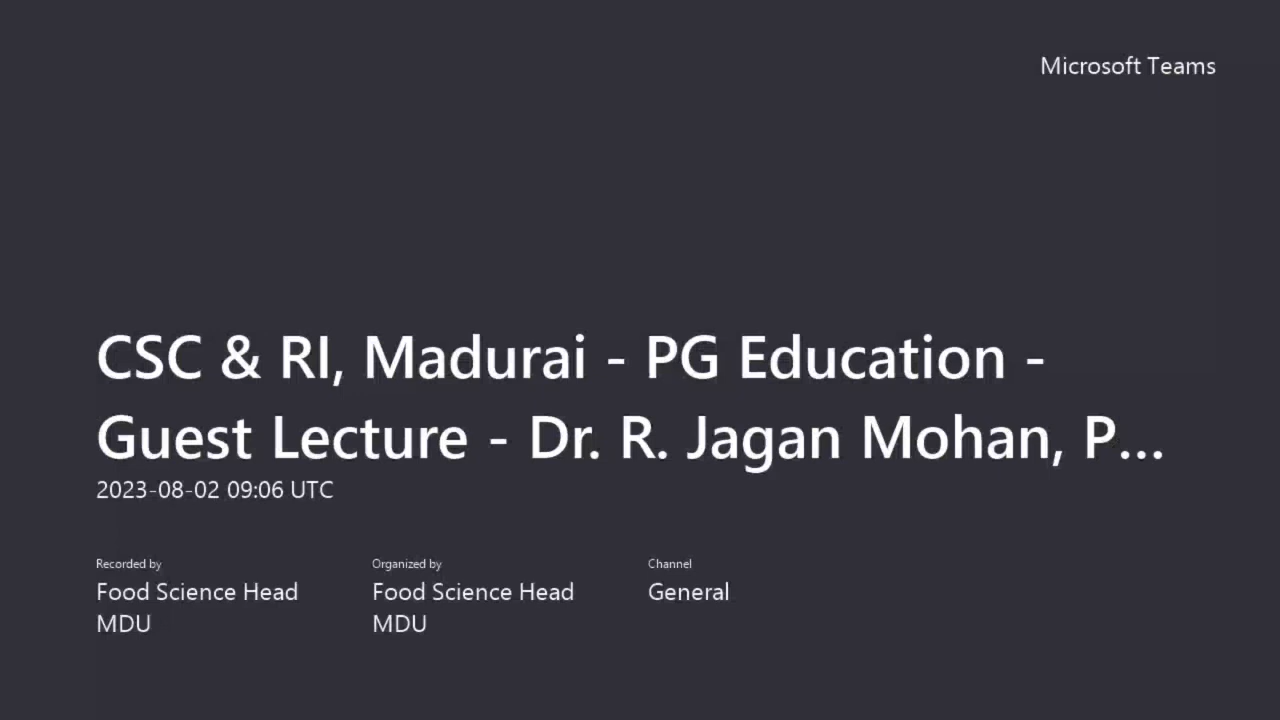 Microsoft Teams
CSC & RI, Madurai - PG Education -
Guest Lecture - Dr. R. Jagan Mohan, P...
2023-08-02 09:06 UTC
Recorded by
Food Science Head
MDU
Organized by
Food Science Head
MDU
Channel
General